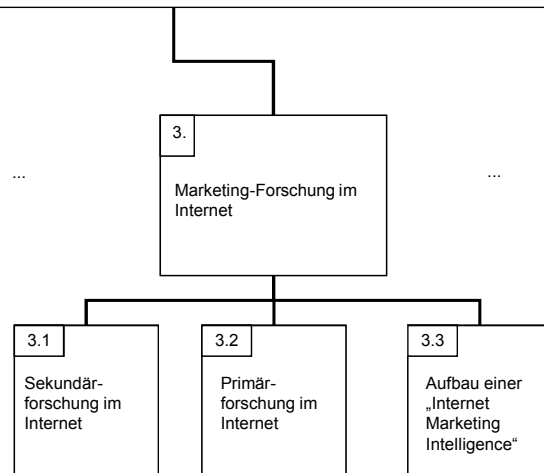 3.
...
...
Marketing-Forschung im
Internet
3.1
Sekundär-
forschung im
Internet
3.2
Primär-
forschung im
Internet
3.3
Aufbau einer
„Internet
Marketing
Intelligence“